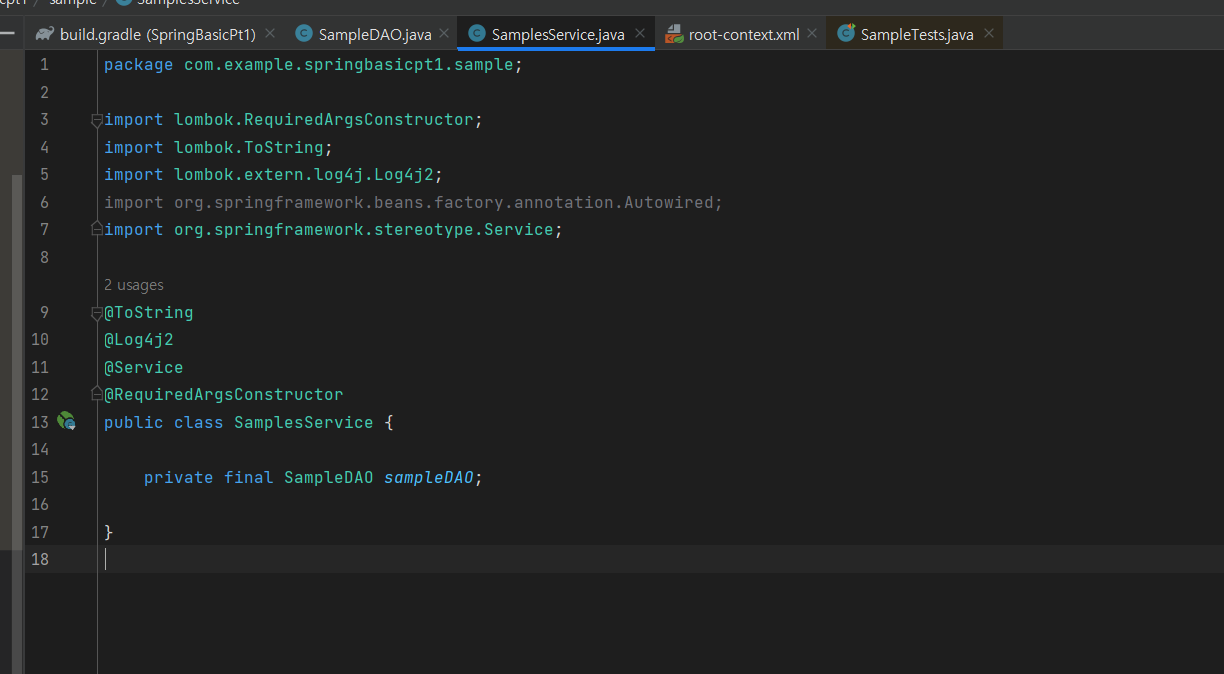 sample / SamplesService
build.gradle (SpringBasicPt1) SampleDAO.java SamplesService.java root-context.xml SampleTests.java
1 package com.example.springbasicpt1.sample;
2
3 import lombok.RequiredArgsConstructor;
4 import lombok.ToString;
5 import lombok.extern.log4j.Log4j2;
6 import org.springframework.beans.factory.annotation.Autowired;
7 import org.springframework.stereotype.Service;
8
2 usages
9 @ToString
10 @Log4j2
11 @Service
12 @RequiredArgsConstructor
13 public class SamplesService {
14
15 private final SampleDAO sampleDAO;
16
17 }
18